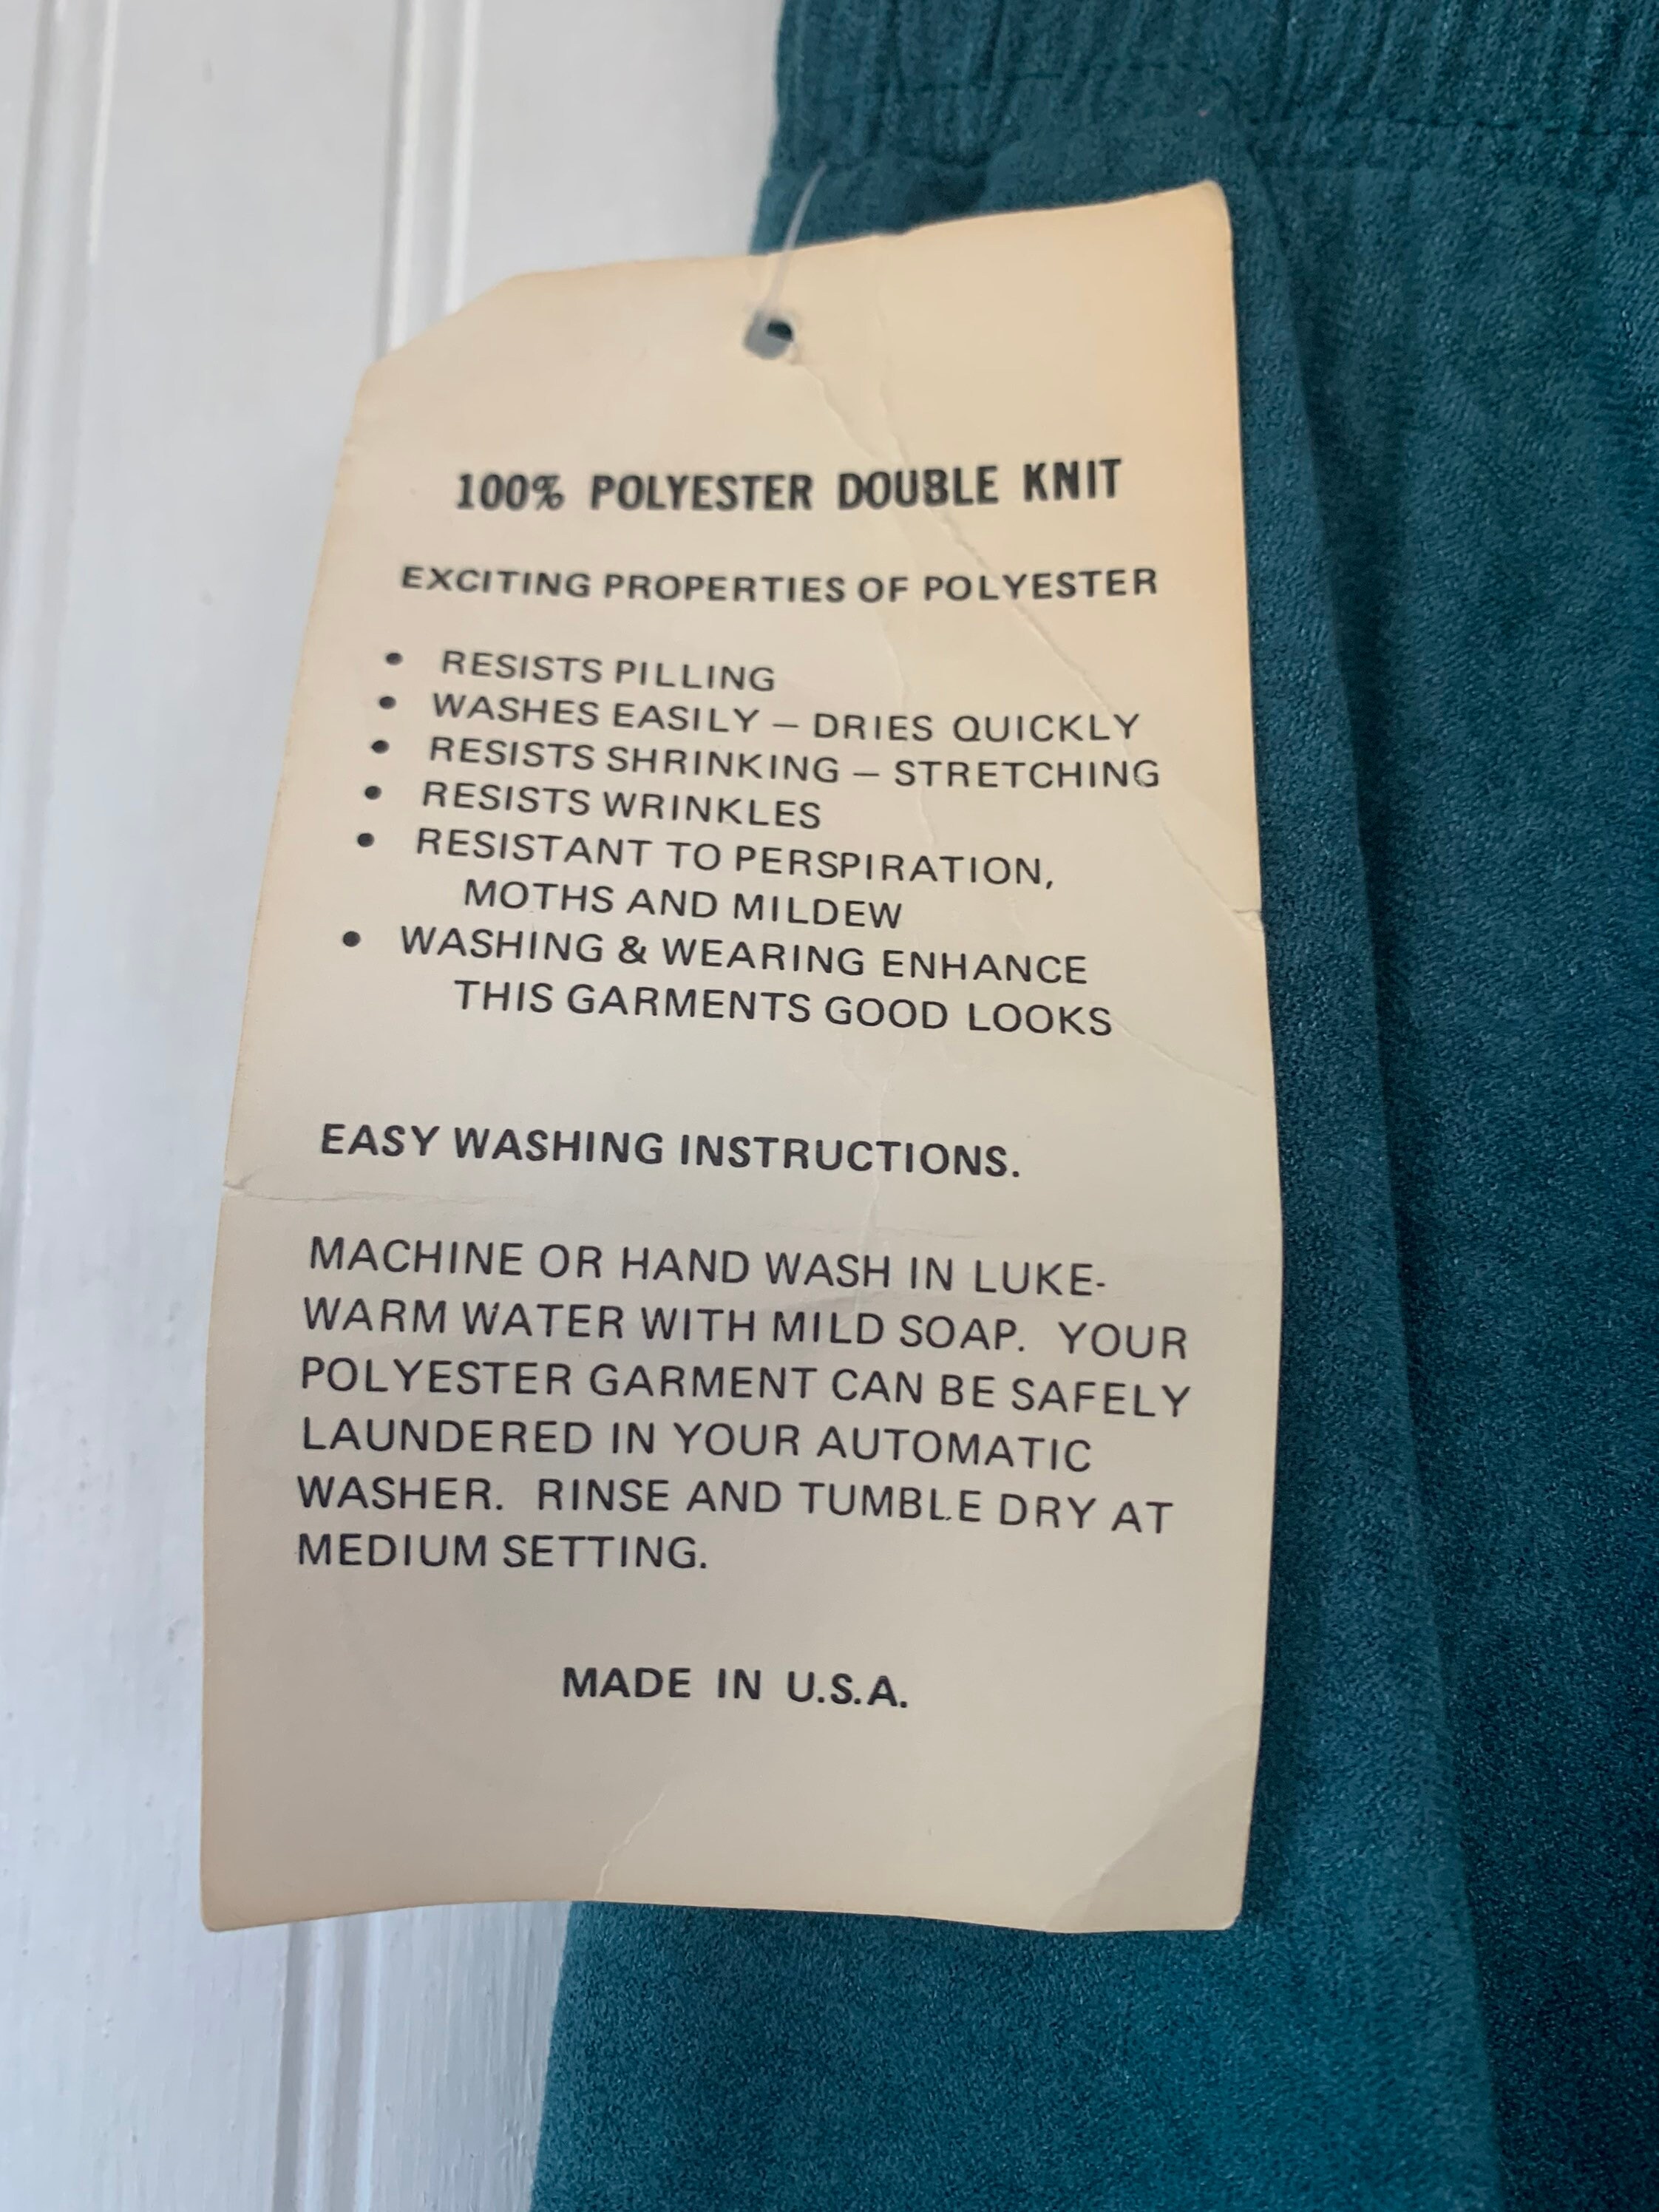 100% POLYESTER DOUBLE KNIT
EXCITING PROPERTIES OF POLYESTER
• RESISTS PILLING
• WASHES EASILY – DRIES QUICKLY
• RESISTS SHRINKING – STRETCHING
• RESISTS WRINKLES
• RESISTANT TO PERSPIRATION,
MOTHS AND MILDEW
• WASHING & WEARING ENHANCE
THIS GARMENTS GOOD LOOKS
EASY WASHING INSTRUCTIONS.
MACHINE OR HAND WASH IN LUKE-
WARM WATER WITH MILD SOAP. YOUR
POLYESTER GARMENT CAN BE SAFELY
LAUNDERED IN YOUR AUTOMATIC
WASHER. RINSE AND TUMBLE DRY AT
MEDIUM SETTING.
MADE IN U.S.A.